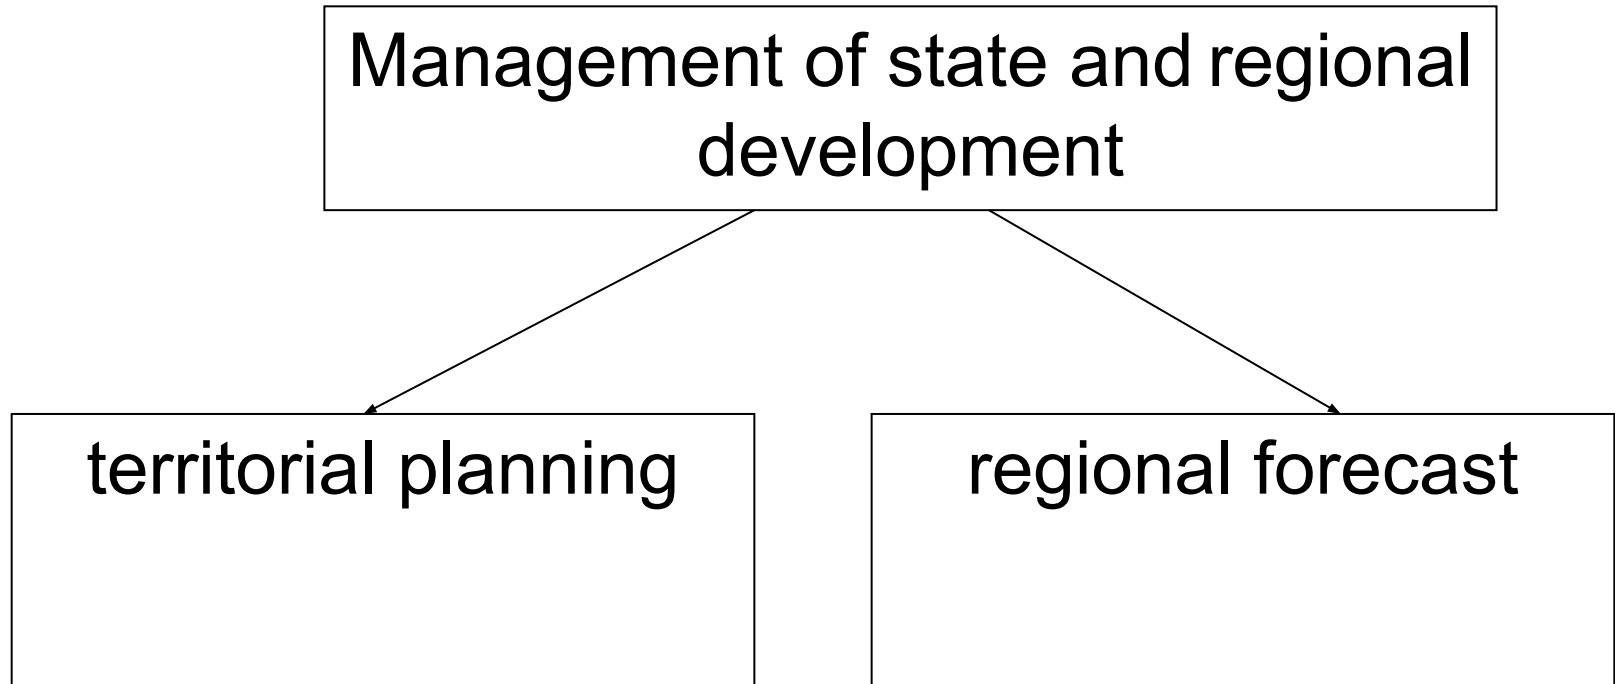 Management of state and regional
development
territorial planning
regional forecast